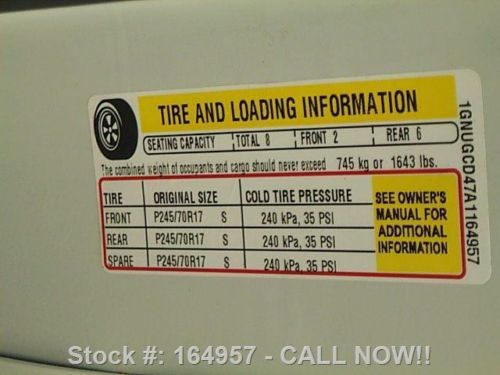 TIRE AND LOADING INFORMATION
SEATING CAPACITY TOTAL 8 FRONT 2 REAR 6
The combined weight of occupants and cargo should never exceed 745 kg or 1643 lbs.
TIRE ORIGINAL SIZE COLD TIRE PRESSURE
FRONT P245/70R17 S 240 kPa, 35 PSI
REAR P245/70R17 S 240 kPa, 35 PSI
SPARE P245/70R17 S 240 kPa, 35 PSI
SEE OWNER'S
MANUAL FOR
ADDITIONAL
INFORMATION
1GNUGCD47A1164957
Stock #: 164957 - CALL NOW!!